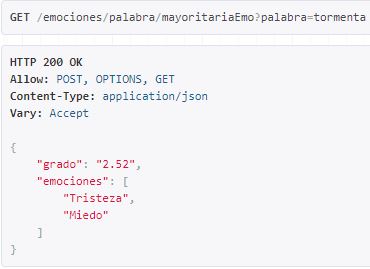 GET /emociones/palabra/mayoritariaEmo?palabra=tormenta
HTTP 200 OK
Allow: POST, OPTIONS, GET
Content-Type: application/json
Vary: Accept
{
"grado": "2.52",
"emociones": [
"Tristeza",
"Miedo"
]
}